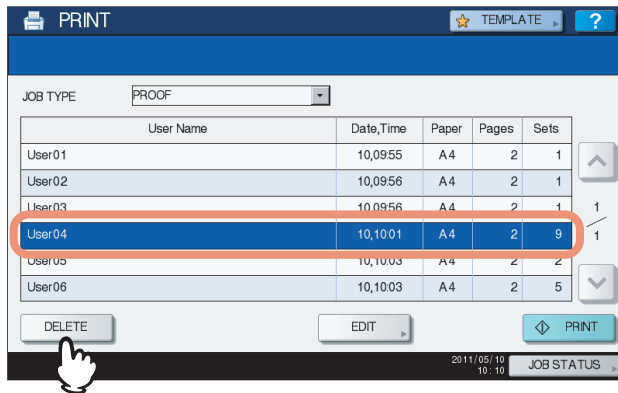 PRINT TEMPLATE ?
JOB TYPE PROOF
User Name Date,Time Paper Pages Sets
User01 10,09:55 A4 2 1
User02 10,09:56 A4 2 1
User03 10,09:56 A4 2 1
User04 10,10:01 A4 2 9
User05 10,10:03 A4 2 2
User06 10,10:03 A4 2 5
1
1
DELETE EDIT PRINT
2011/05/10
10:10
JOB STATUS